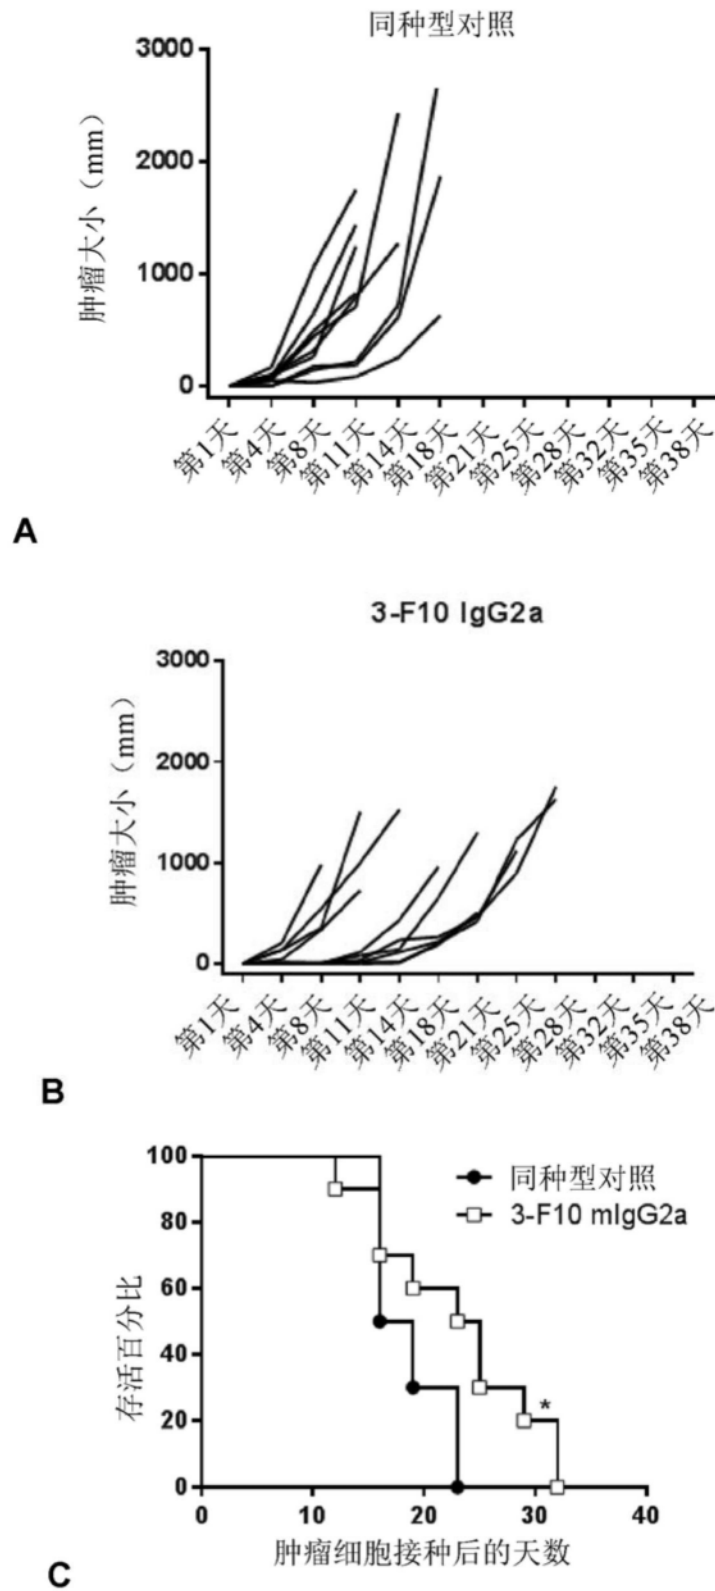 同种型对照
3000
2000
1000
0
肿瘤大小（mm）
第1天
第4天
第8天
第11天
第14天
第18天
第21天
第25天
第28天
第32天
第35天
第38天
A
3-F10 IgG2a
3000
2000
1000
0
肿瘤大小（mm）
第1天
第4天
第8天
第11天
第14天
第18天
第21天
第25天
第28天
第32天
第35天
第38天
B
100
80
60
40
20
0
存活百分比
同种型对照
3-F10 mIgG2a
*
0 10 20 30 40
肿瘤细胞接种后的天数
C